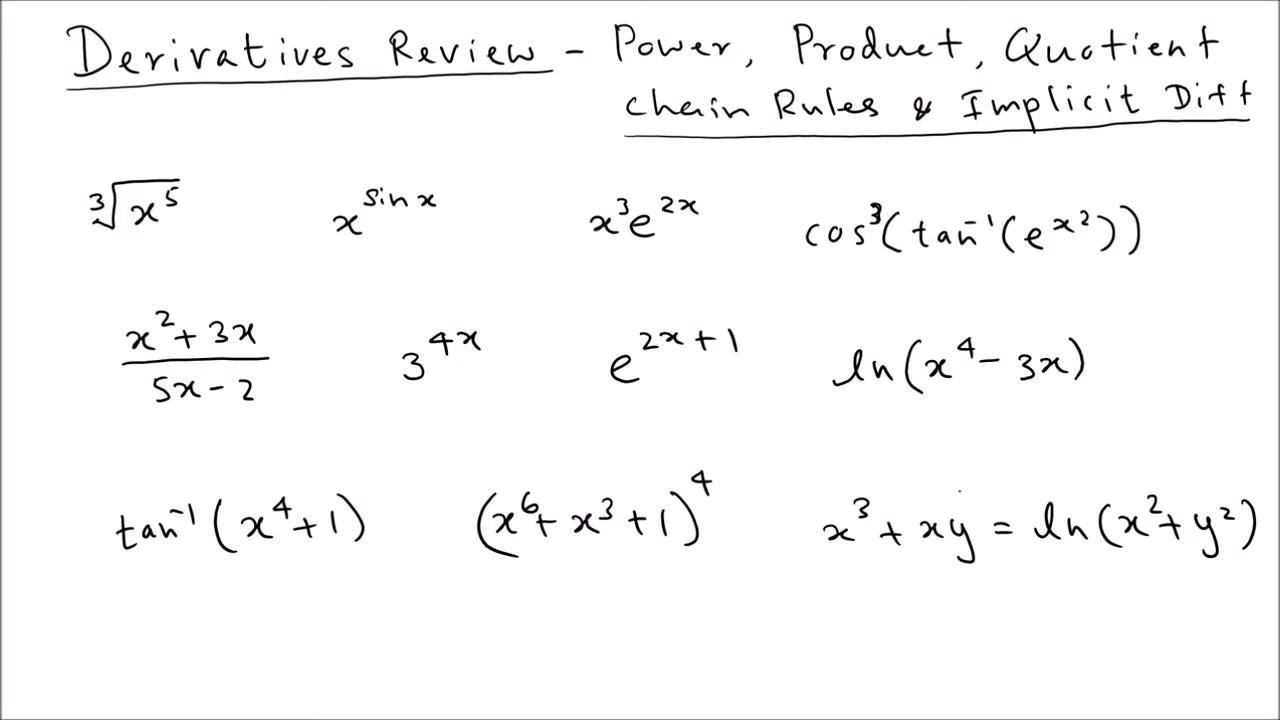 Derivatives Review - Power, Product, Quotient
Chain Rules & Implicit Diff
∛x⁵ x^(sin x) x³e^(2x) cos³(tan⁻¹(e^(x²)))
(x² + 3x)/(5x - 2) 3^(4x) e^(2x + 1) ln(x⁴ - 3x)
tan⁻¹(x⁴ + 1) (x⁶ + x³ + 1)⁴ x³ + xy = ln(x² + y²)